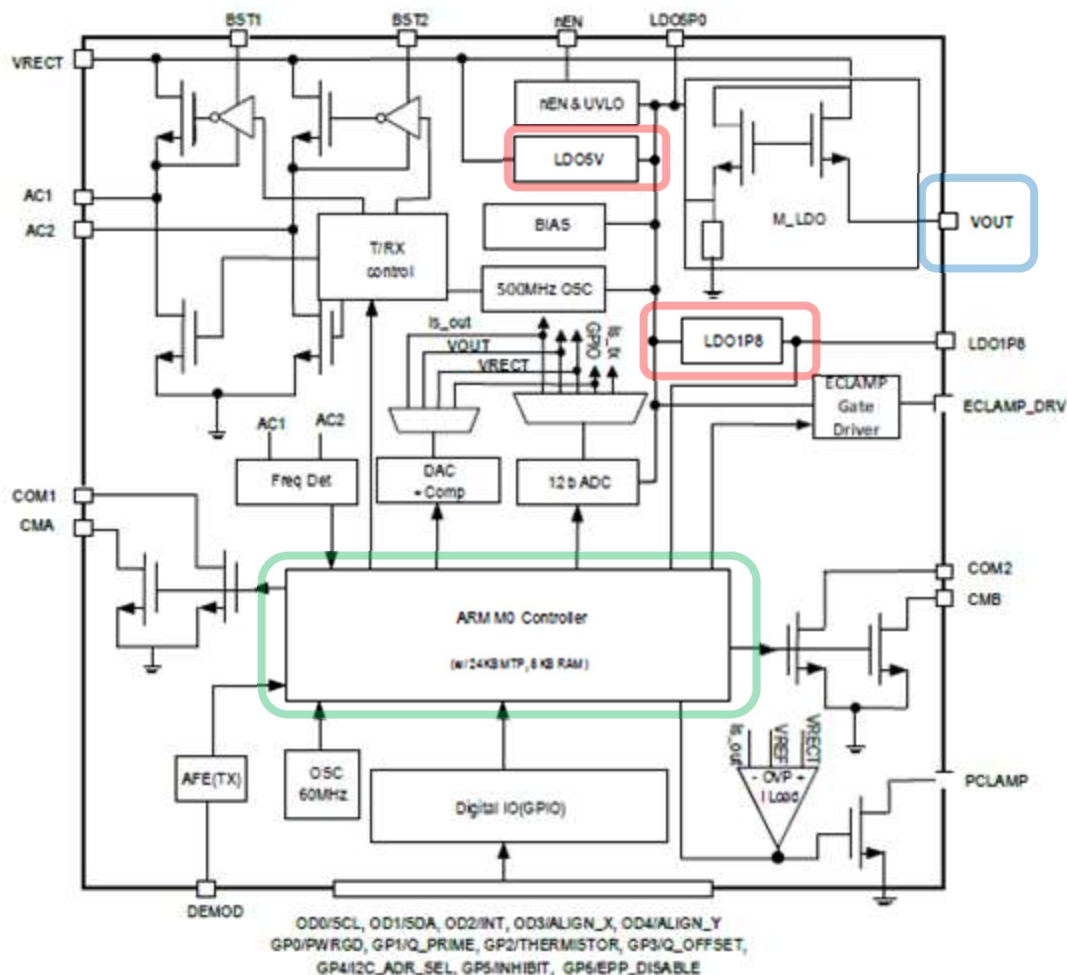 BST1
BST2
nEN
LDO5P0
VRECT
nEN & UVLO
LDO5V
AC1
AC2
BIAS
M_LDO
VOUT
T/RX
control
500MHz OSC
Is_out
VOUT
VRECT
GPIO
Is_tx
LDO1P8
LDO1P8
ECLAMP
Gate
Driver
ECLAMP_DRV
AC1
AC2
Freq Det
DAC
+ Comp
12 b ADC
COM1
CMA
COM2
CMB
ARM M0 Controller
(w/ 24KB MTP, 8 KB RAM)
AFE(TX)
OSC
60MHz
Digital IO(GPIO)
Is_out
VREF
VRECT
- OVP +
I Load
PCLAMP
DEMOD
OD0/SCL, OD1/SDA, OD2/INT, OD3/ALIGN_X, OD4/ALIGN_Y
GP0/PWRGD, GP1/Q_PRIME, GP2/THERMISTOR, GP3/Q_OFFSET,
GP4/I2C_ADR_SEL, GP5/INHIBIT, GP6/EPP_DISABLE